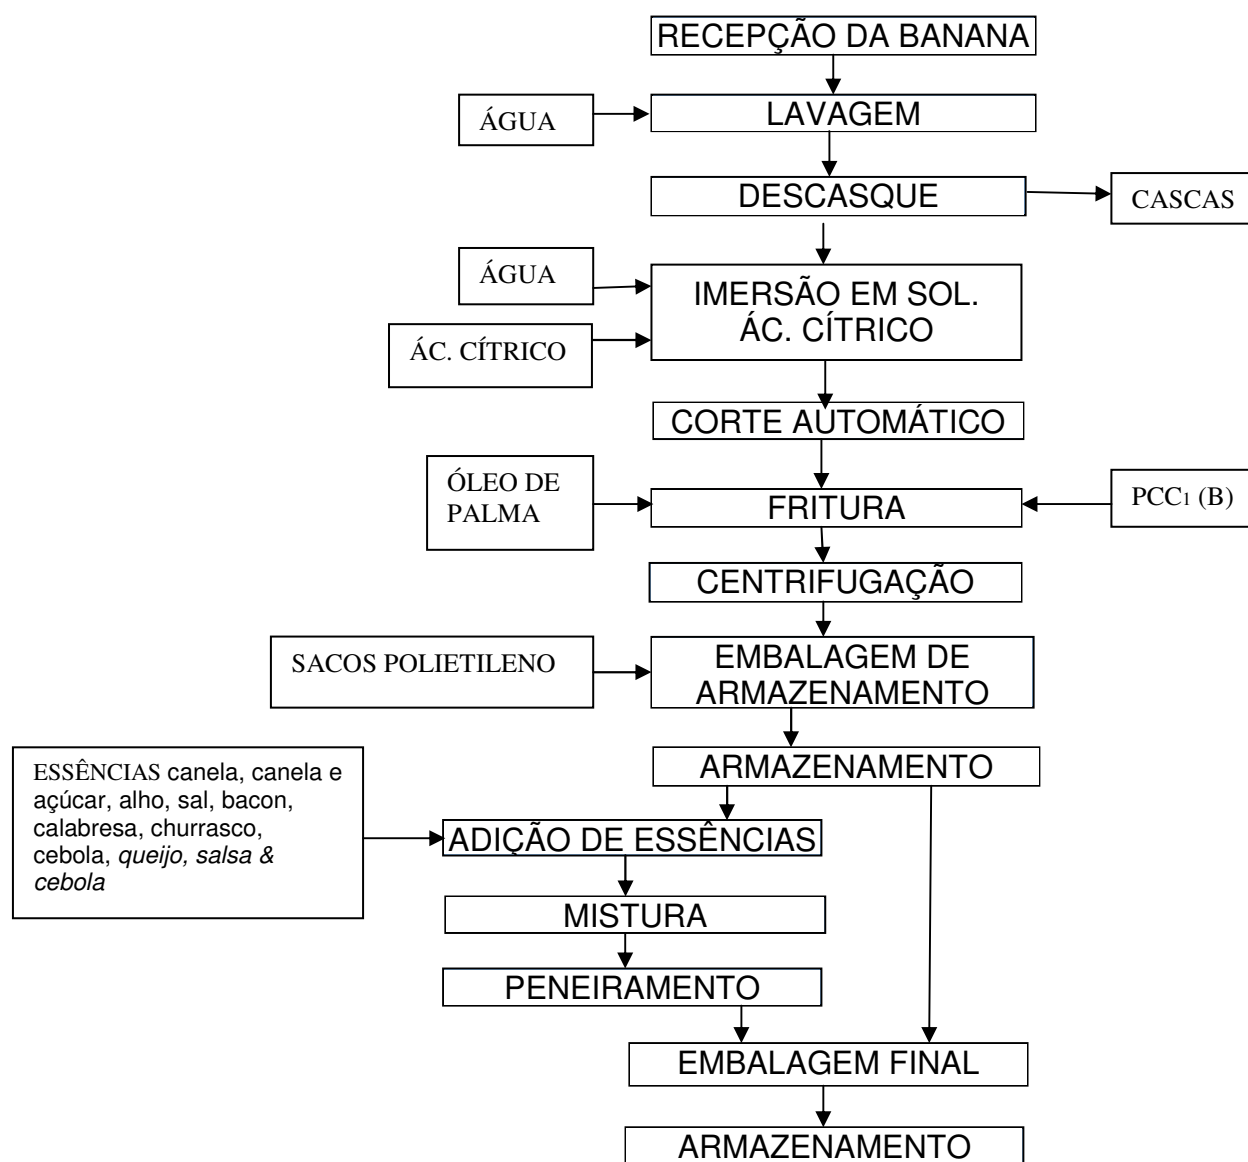 RECEPÇÃO DA BANANA
ÁGUA
LAVAGEM
DESCASQUE
CASCAS
ÁGUA
IMERSÃO EM SOL.
ÁC. CÍTRICO
ÁC. CÍTRICO
CORTE AUTOMÁTICO
ÓLEO DE
PALMA
FRITURA
PCC1 (B)
CENTRIFUGAÇÃO
SACOS POLIETILENO
EMBALAGEM DE
ARMAZENAMENTO
ARMAZENAMENTO
ESSÊNCIAS canela, canela e
açúcar, alho, sal, bacon,
calabresa, churrasco,
cebola, queijo, salsa &
cebola
ADIÇÃO DE ESSÊNCIAS
MISTURA
PENEIRAMENTO
EMBALAGEM FINAL
ARMAZENAMENTO